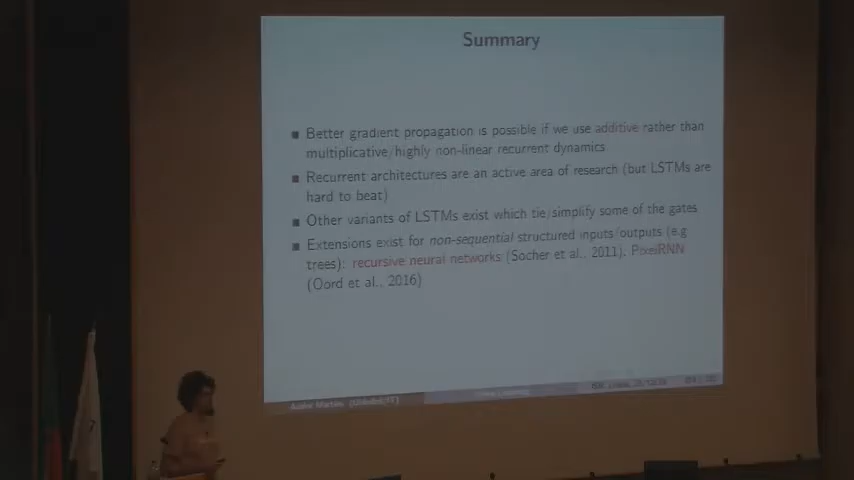 Summary
Better gradient propagation is possible if we use additive rather than
multiplicative/highly non-linear recurrent dynamics
Recurrent architectures are an active area of research (but LSTMs are
hard to beat)
Other variants of LSTMs exist which tie/simplify some of the gates
Extensions exist for non-sequential structured inputs/outputs (e.g
trees): recursive neural networks (Socher et al., 2011), PixelRNN
(Oord et al., 2016)